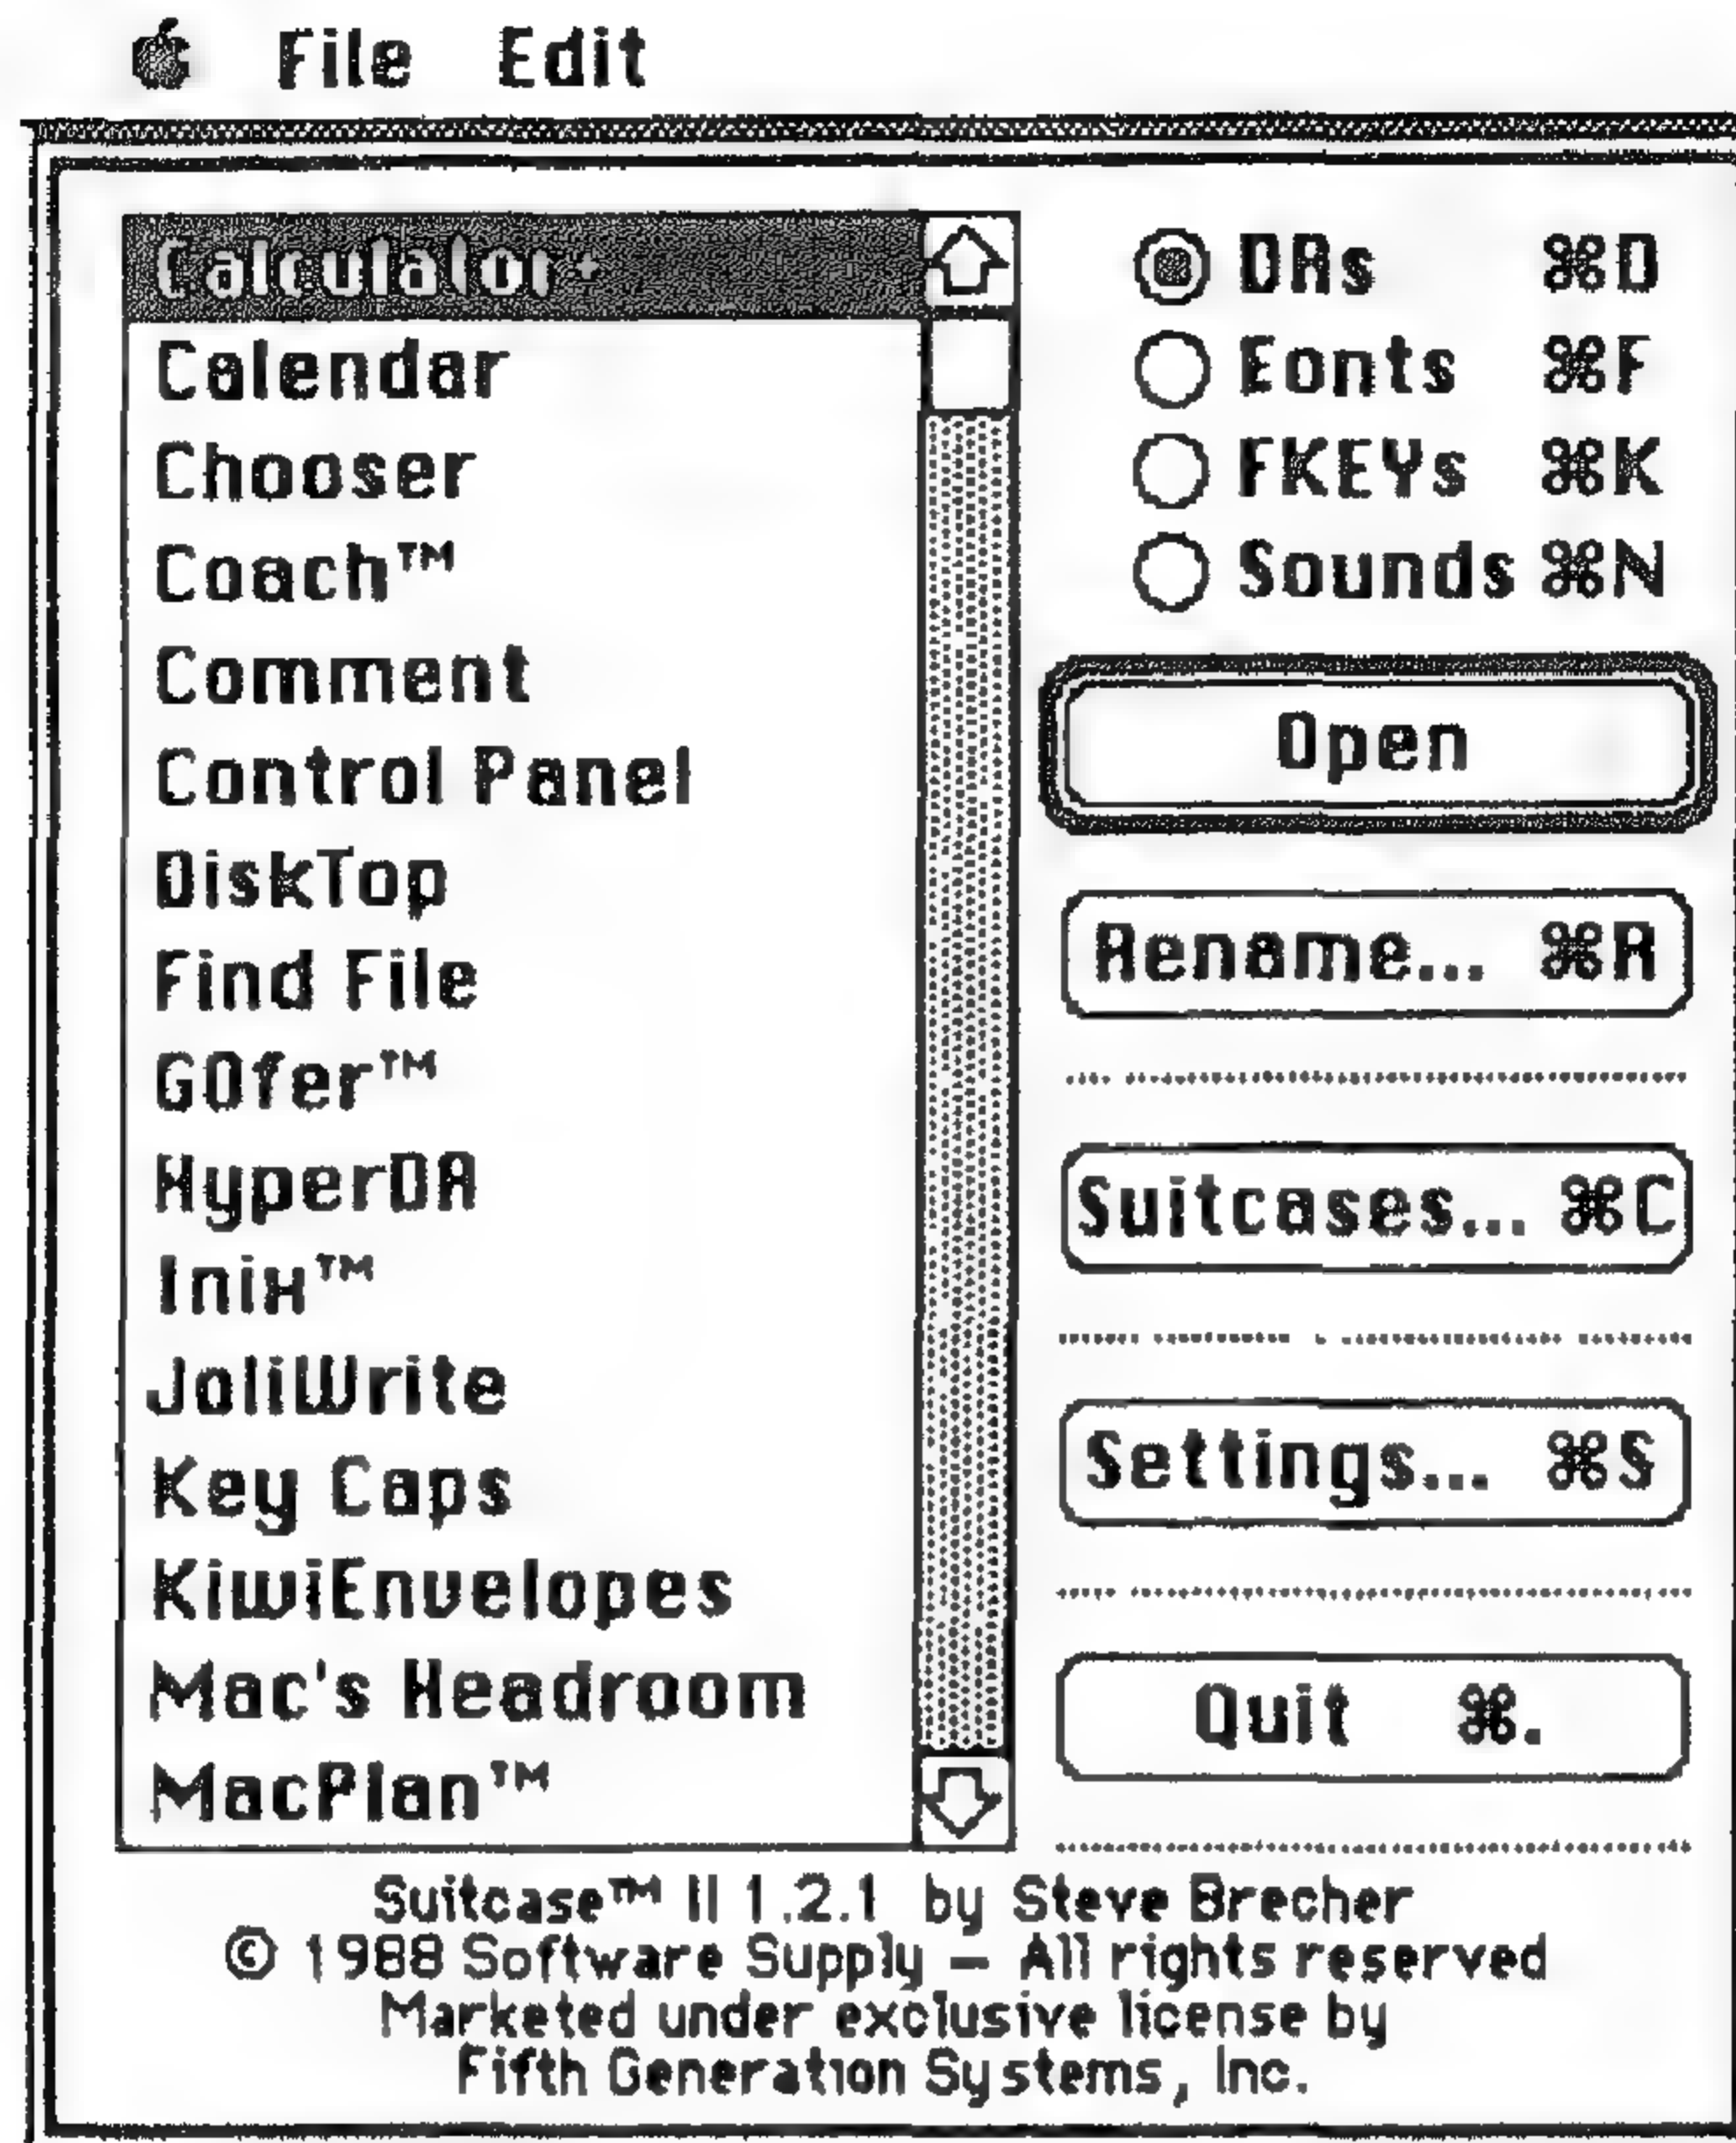 File Edit
Calculator+
Calendar
Chooser
Coach™
Comment
Control Panel
DiskTop
Find File
GOfer™
HyperDA
Inix™
JoliWrite
Key Caps
KiwiEnvelopes
Mac's Headroom
MacPlan™
DAs ⌘D
Fonts ⌘F
FKEYs ⌘K
Sounds ⌘N
Open
Rename... ⌘R
Suitcases... ⌘C
Settings... ⌘S
Quit ⌘.
Suitcase™ II 1.2.1 by Steve Brecher
© 1988 Software Supply – All rights reserved
Marketed under exclusive license by
Fifth Generation Systems, Inc.